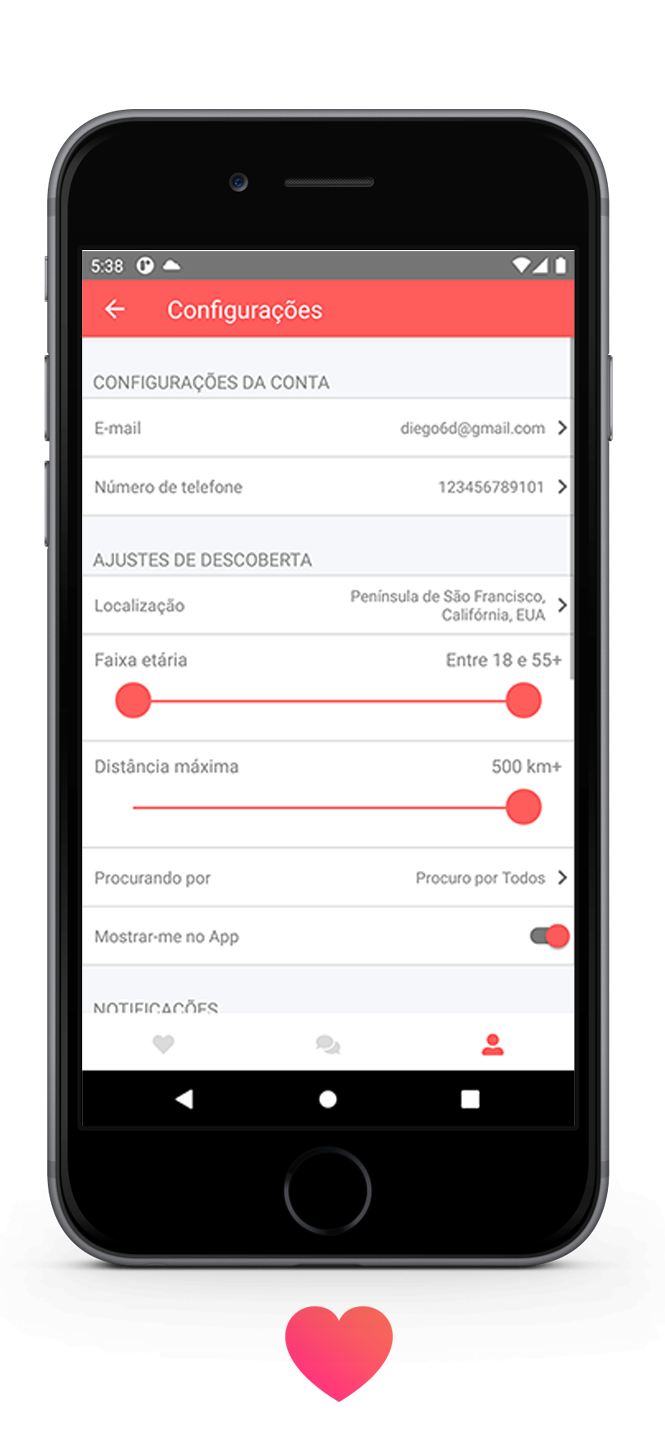 5:38
Configurações
CONFIGURAÇÕES DA CONTA
E-mail
diego6d@gmail.com
Número de telefone
123456789101
AJUSTES DE DESCOBERTA
Localização
Península de São Francisco,
Califórnia, EUA
Faixa etária
Entre 18 e 55+
Distância máxima
500 km+
Procurando por
Procuro por Todos
Mostrar-me no App
NOTIFICAÇÕES